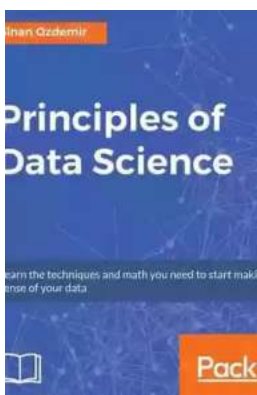 Sinan Ozdemir
Principles of
Data Science
earn the techniques and math you need to start maki
ense of your data
Pack